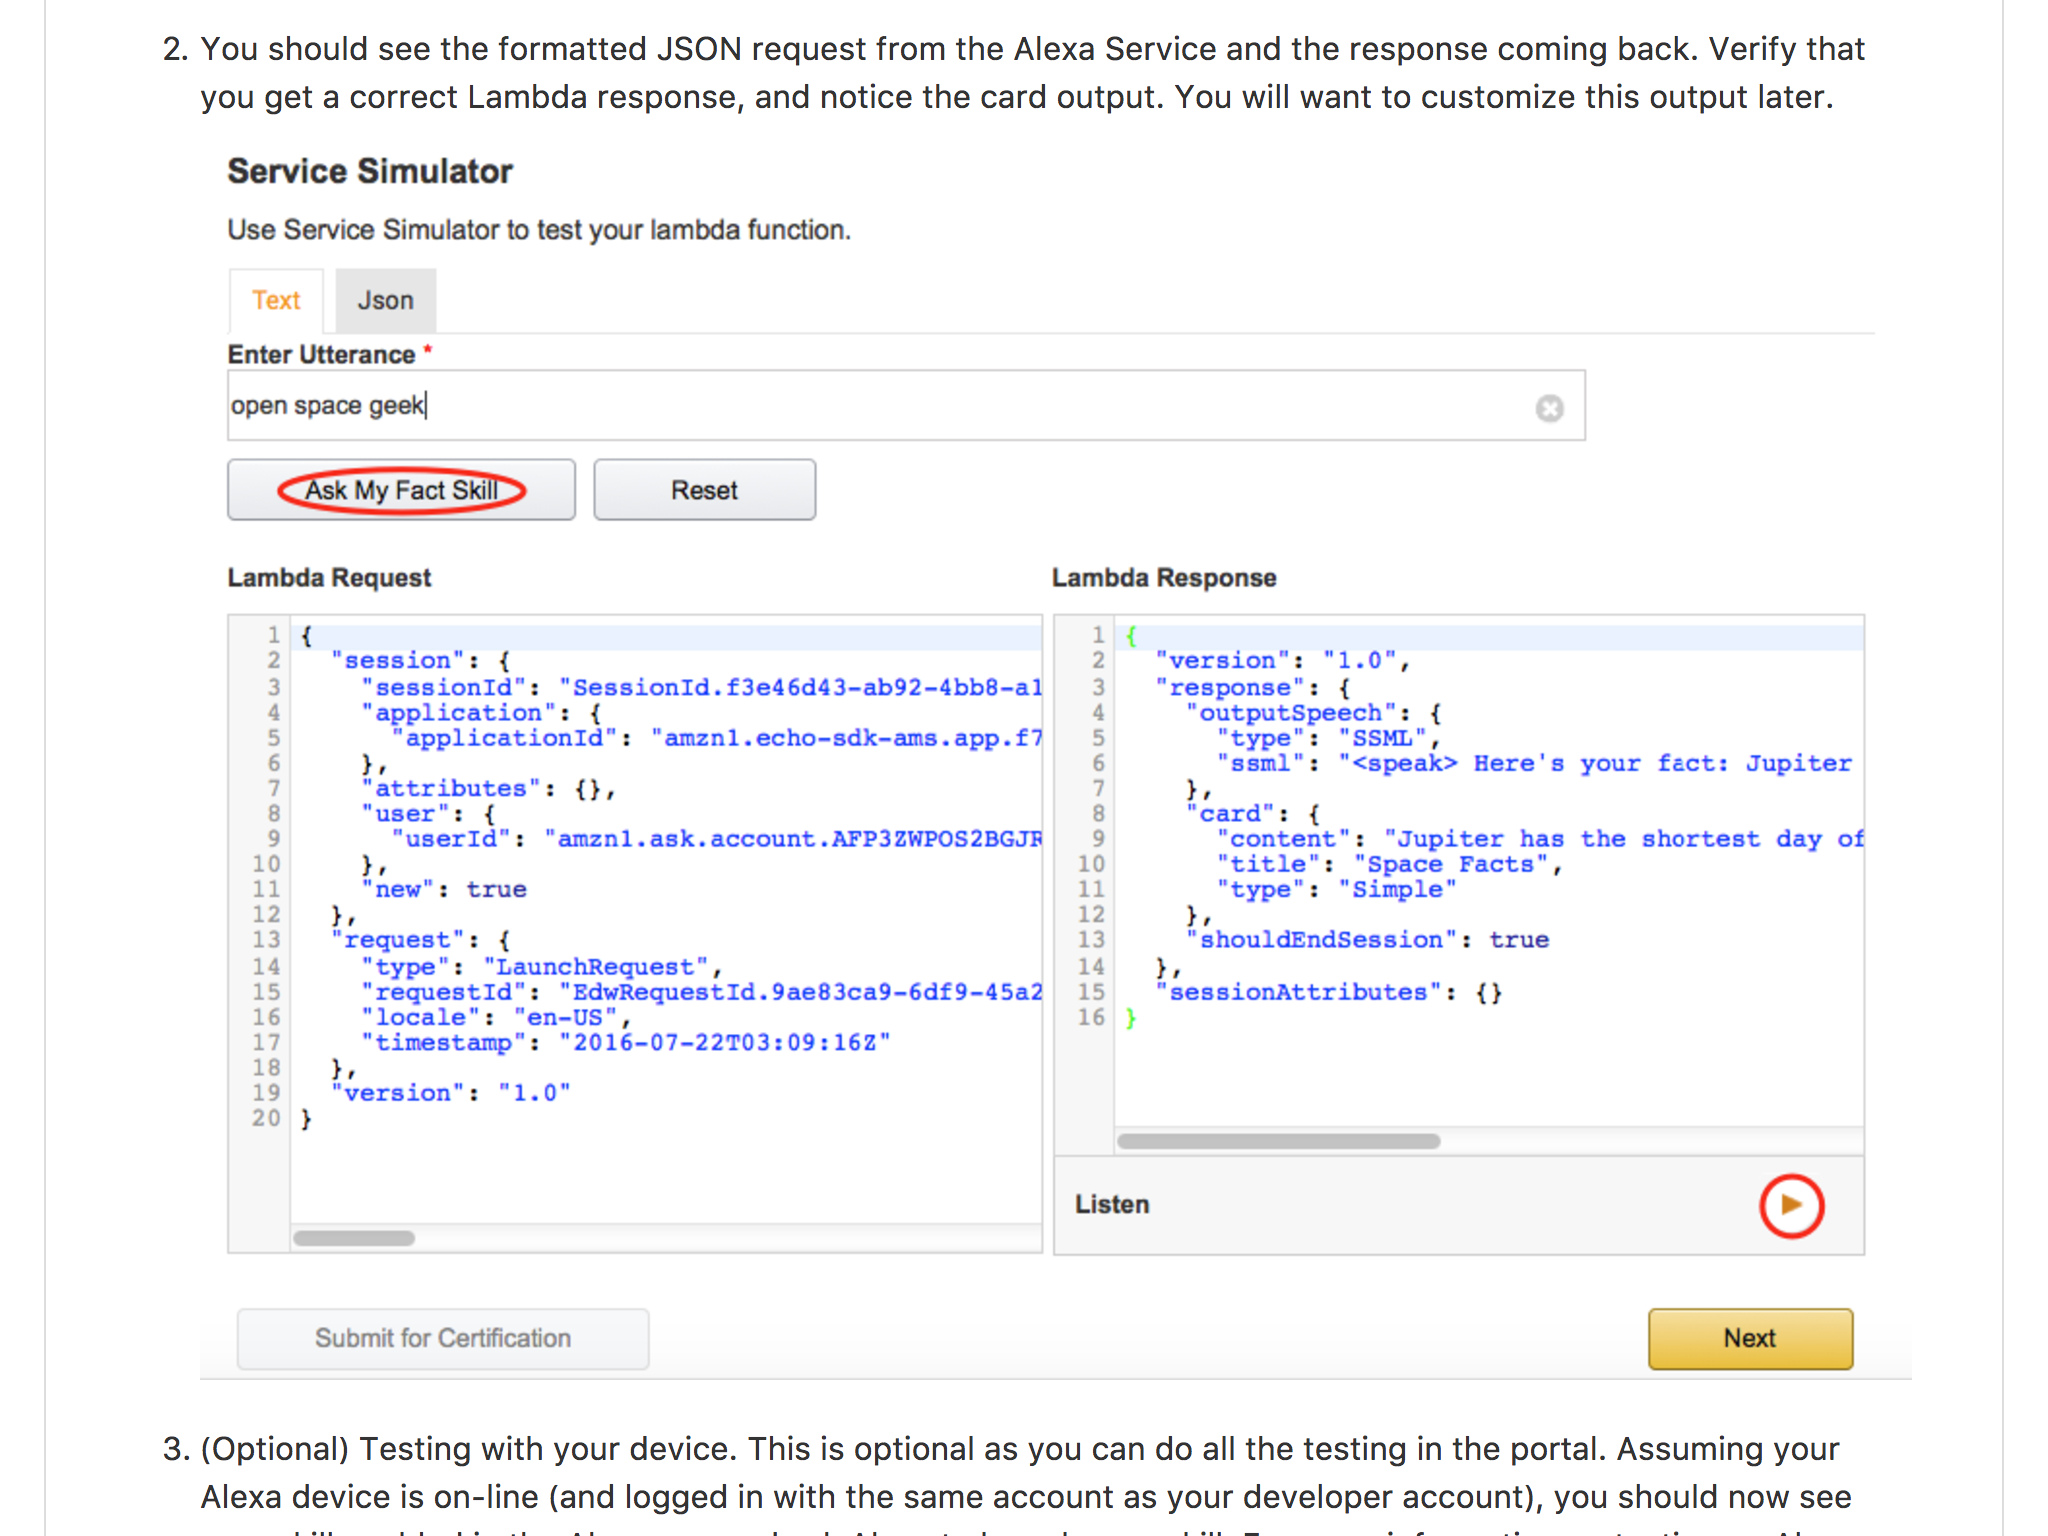 2. You should see the formatted JSON request from the Alexa Service and the response coming back. Verify that
you get a correct Lambda response, and notice the card output. You will want to customize this output later.
Service Simulator
Use Service Simulator to test your lambda function.
Text Json
Enter Utterance *
open space geek
Ask My Fact Skill Reset
Lambda Request
1 {
2 "session": {
3 "sessionId": "SessionId.f3e46d43-ab92-4bb8-a1
4 "application": {
5 "applicationId": "amzn1.echo-sdk-ams.app.f7
6 },
7 "attributes": {},
8 "user": {
9 "userId": "amzn1.ask.account.AFP3ZWPOS2BGJR
10 },
11 "new": true
12 },
13 "request": {
14 "type": "LaunchRequest",
15 "requestId": "EdwRequestId.9ae83ca9-6df9-45a2
16 "locale": "en-US",
17 "timestamp": "2016-07-22T03:09:16Z"
18 },
19 "version": "1.0"
20 }
Lambda Response
1 {
2 "version": "1.0",
3 "response": {
4 "outputSpeech": {
5 "type": "SSML",
6 "ssml": "<speak> Here's your fact: Jupiter
7 },
8 "card": {
9 "content": "Jupiter has the shortest day of
10 "title": "Space Facts",
11 "type": "Simple"
12 },
13 "shouldEndSession": true
14 },
15 "sessionAttributes": {}
16 }
Listen
Submit for Certification Next
3. (Optional) Testing with your device. This is optional as you can do all the testing in the portal. Assuming your
Alexa device is on-line (and logged in with the same account as your developer account), you should now see